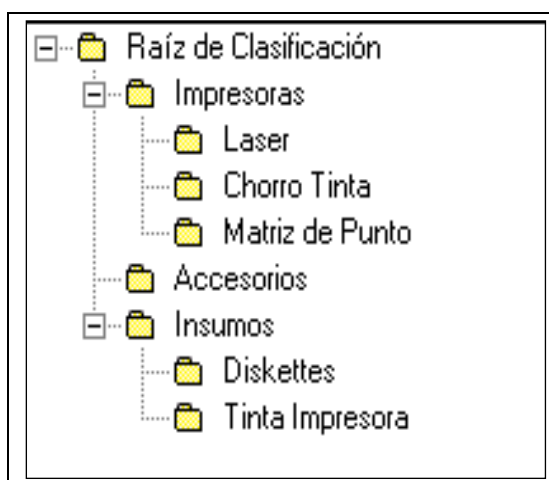 Raíz de Clasificación
Impresoras
Laser
Chorro Tinta
Matriz de Punto
Accesorios
Insumos
Diskettes
Tinta Impresora